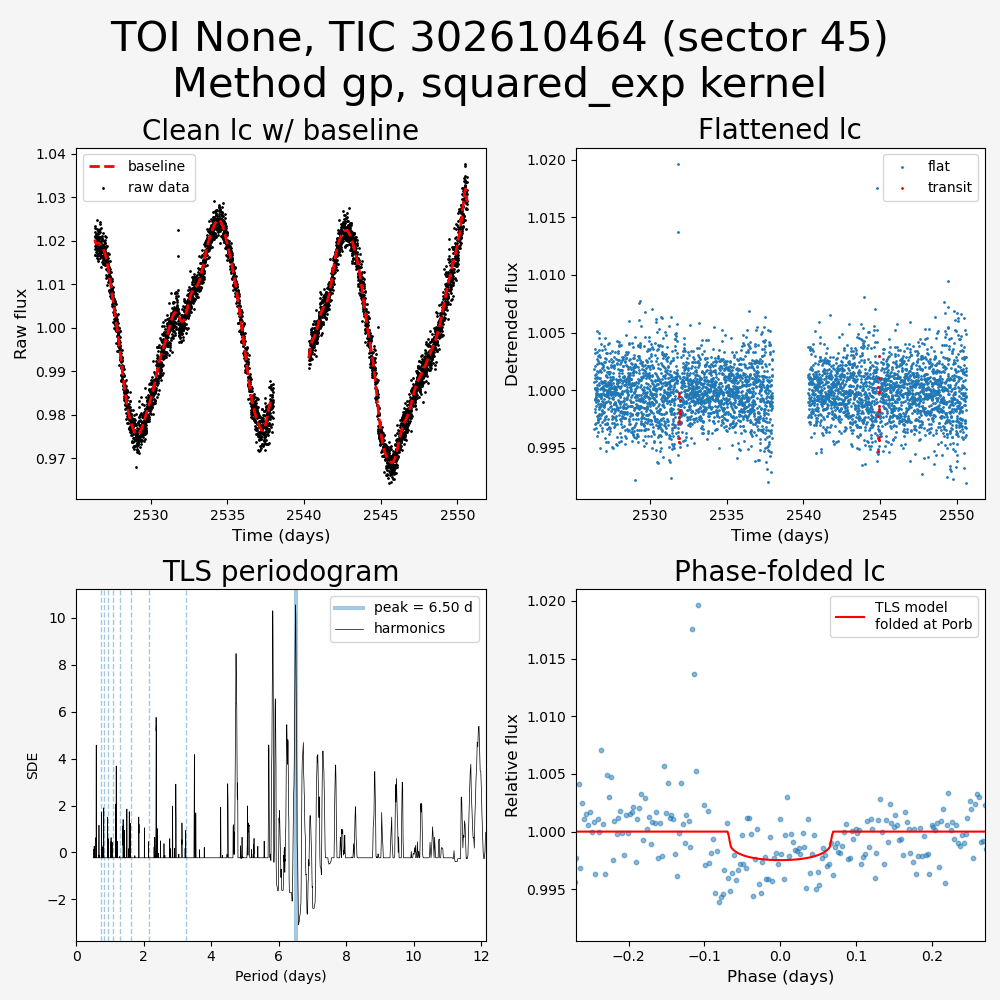 TOI None, TIC 302610464 (sector 45)
Method gp, squared_exp kernel
Clean lc w/ baseline
baseline
raw data
1.04
1.03
1.02
1.01
1.00
0.99
0.98
0.97
Raw flux
2530
2535
2540
2545
2550
Time (days)
Flattened lc
flat
transit
1.020
1.015
1.010
1.005
1.000
0.995
Detrended flux
2530
2535
2540
2545
2550
Time (days)
TLS periodogram
peak = 6.50 d
harmonics
10
8
6
4
2
0
−2
SDE
0
2
4
6
8
10
12
Period (days)
Phase-folded lc
TLS model
folded at Porb
1.020
1.015
1.010
1.005
1.000
0.995
Relative flux
−0.2
−0.1
0.0
0.1
0.2
Phase (days)